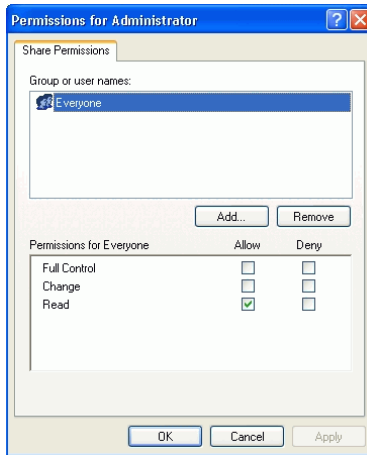 Permissions for Administrator
Share Permissions
Group or user names:
Everyone
Add... Remove
Permissions for Everyone Allow Deny
Full Control
Change
Read
OK Cancel Apply